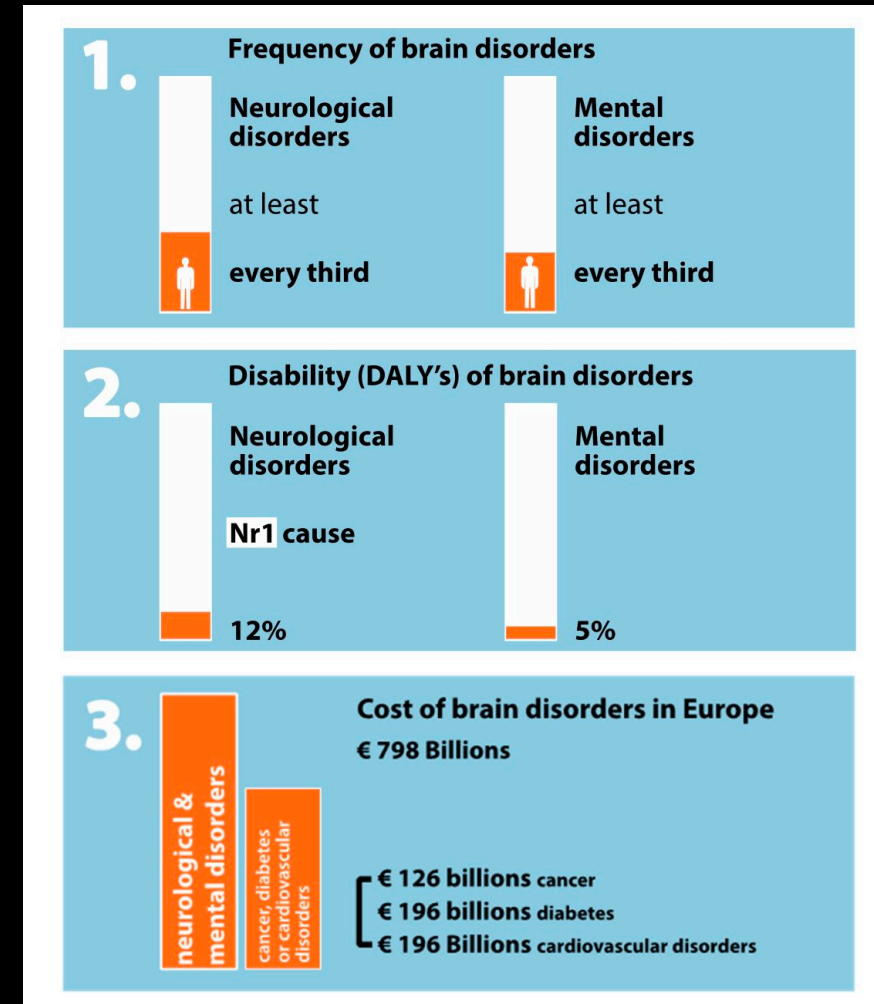 1.
Frequency of brain disorders
Neurological
disorders
at least
every third
Mental
disorders
at least
every third
2.
Disability (DALY’s) of brain disorders
Neurological
disorders
Nr1 cause
12%
Mental
disorders
5%
3.
neurological &
mental disorders
cancer, diabetes
or cardiovascular
disorders
Cost of brain disorders in Europe
€ 798 Billions
€ 126 billions cancer
€ 196 billions diabetes
€ 196 Billions cardiovascular disorders